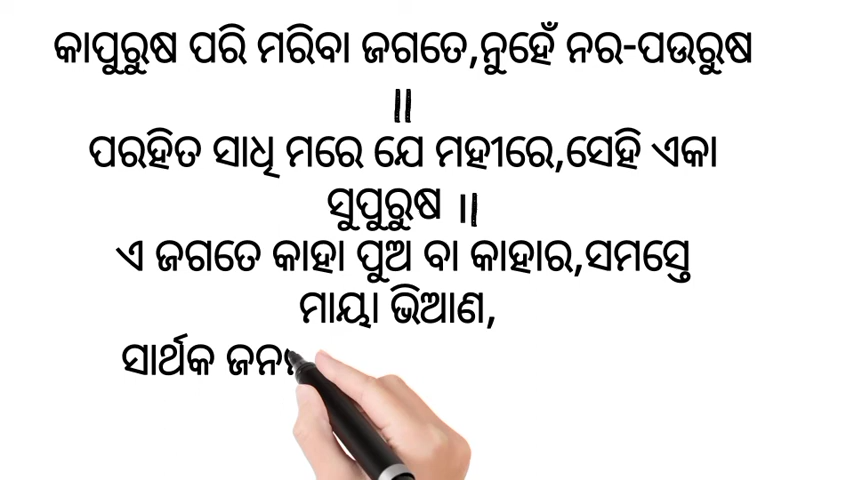 କାପୁରୁଷ ପରି ମରିବା ଜଗତେ,ନୁହେଁ ନର-ପଉରୁଷ
॥
ପରହିତ ସାଧି ମରେ ଯେ ମହୀରେ,ସେହି ଏକା
ସୁପୁରୁଷ ॥
ଏ ଜଗତେ କାହା ପୁଅ ବା କାହାର,ସମସ୍ତେ
ମାୟା ଭିଆଣ,
ସାର୍ଥକ